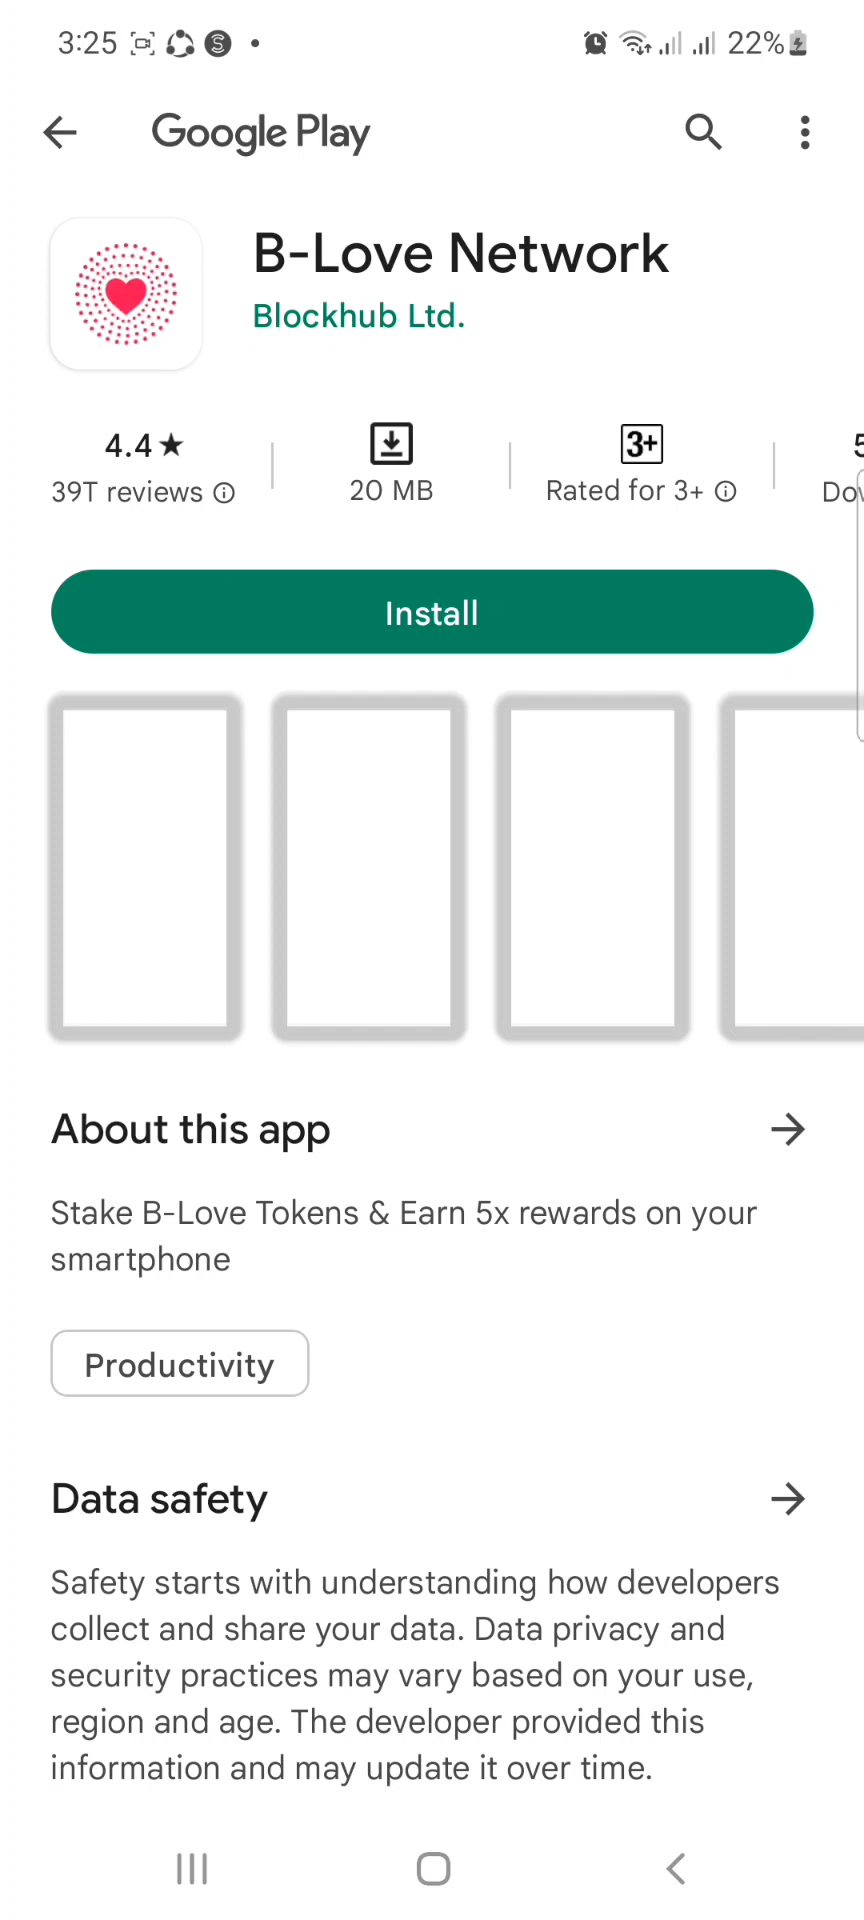 3:25
22%
Google Play
B-Love Network
Blockhub Ltd.
4.4★
39T reviews
20 MB
3+
Rated for 3+
Install
About this app
Stake B-Love Tokens & Earn 5x rewards on your
smartphone
Productivity
Data safety
Safety starts with understanding how developers
collect and share your data. Data privacy and
security practices may vary based on your use,
region and age. The developer provided this
information and may update it over time.